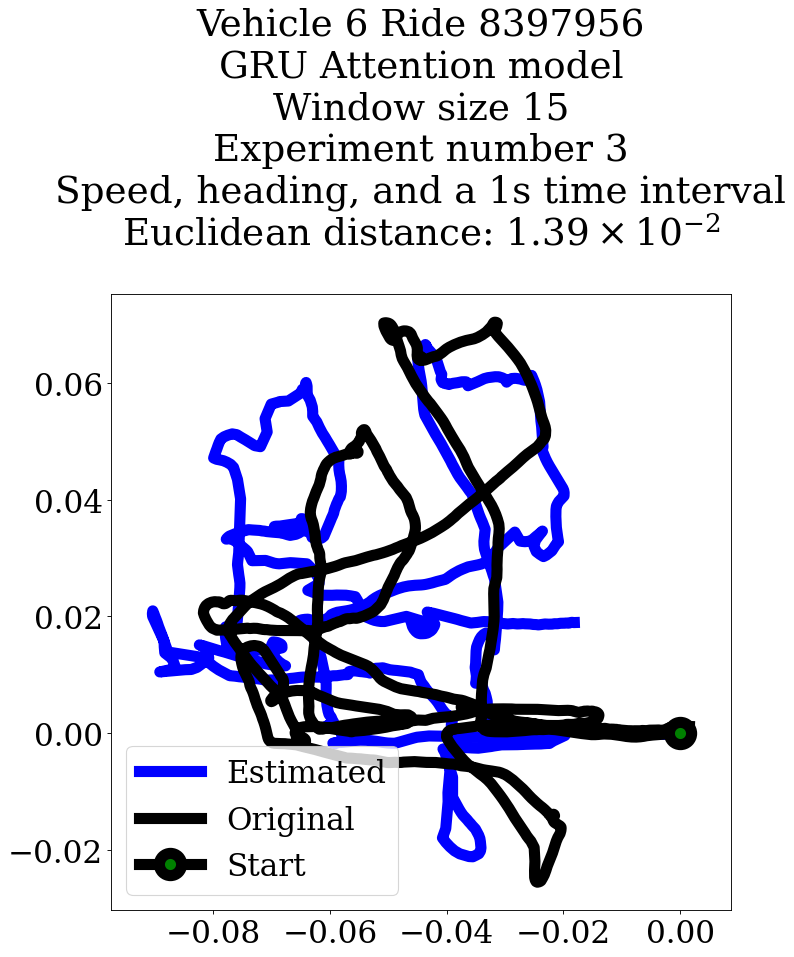 Vehicle 6 Ride 8397956
GRU Attention model
Window size 15
Experiment number 3
Speed, heading, and a 1s time interval
Euclidean distance: 1.39 × 10⁻²
0.06
0.04
0.02
0.00
−0.02
Estimated
Original
Start
−0.08 −0.06 −0.04 −0.02 0.00